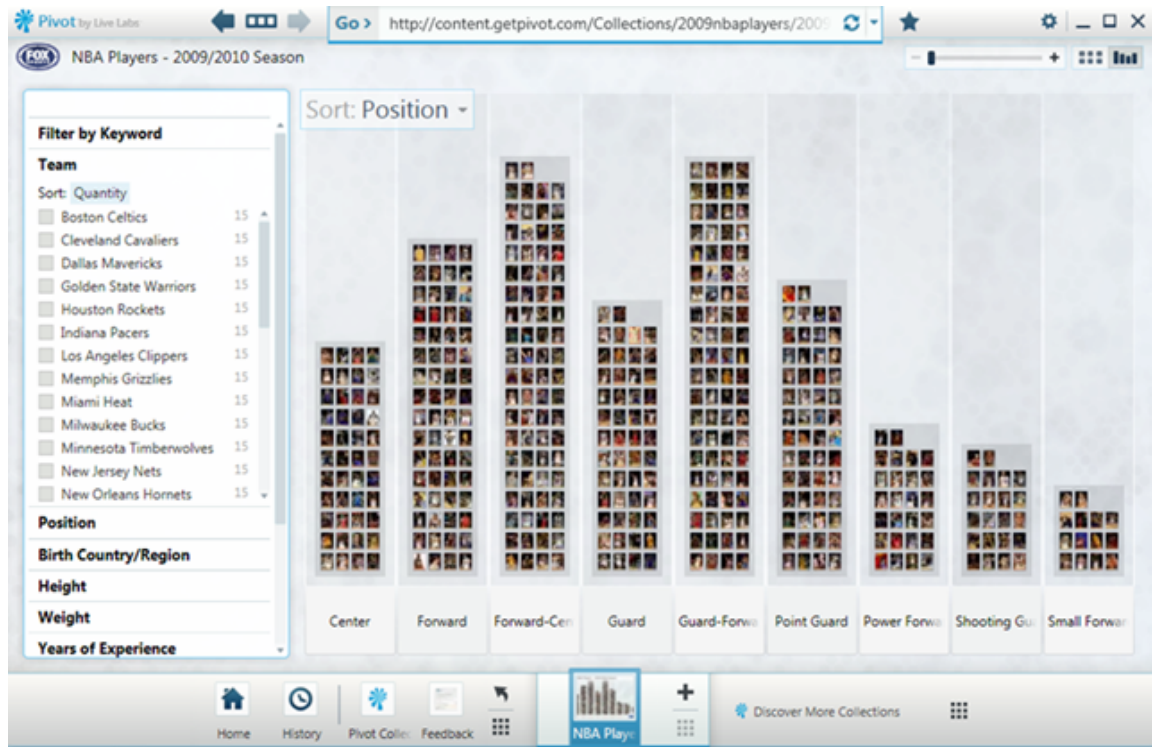 Pivot by Live Labs
Go > http://content.getpivot.com/Collections/2009nbaplayers/2009
FOX
NBA Players - 2009/2010 Season
Sort: Position
Filter by Keyword
Team
Sort: Quantity
Boston Celtics 15
Cleveland Cavaliers 15
Dallas Mavericks 15
Golden State Warriors 15
Houston Rockets 15
Indiana Pacers 15
Los Angeles Clippers 15
Memphis Grizzlies 15
Miami Heat 15
Milwaukee Bucks 15
Minnesota Timberwolves 15
New Jersey Nets 15
New Orleans Hornets 15
Position
Birth Country/Region
Height
Weight
Years of Experience
Center Forward Forward-Cen Guard Guard-Forwa Point Guard Power Forwa Shooting Gu Small Forwar
Home History Pivot Collec Feedback NBA Playe Discover More Collections